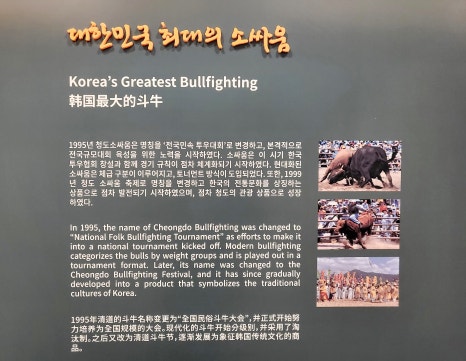 대한민국 최대의 소싸움
Korea's Greatest Bullfighting
韩国最大的斗牛
1995년 청도소싸움은 명칭을 '전국민속 투우대회'로 변경하고, 본격적으로
전국규모대회 육성을 위한 노력을 시작하였다. 소싸움은 이 시기 한국
투우협회 창설과 함께 경기 규칙이 점차 체계화되기 시작하였다. 현대화된
소싸움은 체급 구분이 이루어지고, 토너먼트 방식이 도입되었다. 또한, 1999
년 청도 소싸움 축제로 명칭을 변경하고 한국의 전통문화를 상징하는
상품으로 점차 발전되기 시작하였으며, 점차 청도의 관광 상품으로 성장
하였다.
In 1995, the name of Cheongdo Bullfighting was changed to
"National Folk Bullfighting Tournament" as efforts to make it
into a national tournament kicked off. Modern bullfighting
categorizes the bulls by weight groups and is played out in a
tournament format. Later, its name was changed to the
Cheongdo Bullfighting Festival, and it has since gradually
developed into a product that symbolizes the traditional
cultures of Korea.
1995年清道的斗牛名称变更为"全国民俗斗牛大会",并正式开始努
力培养为全国规模的大会。现代化的斗牛开始分级别,并采用了淘
汰制。之后又改为清道斗牛节,逐渐发展为象征韩国传统文化的商
品。